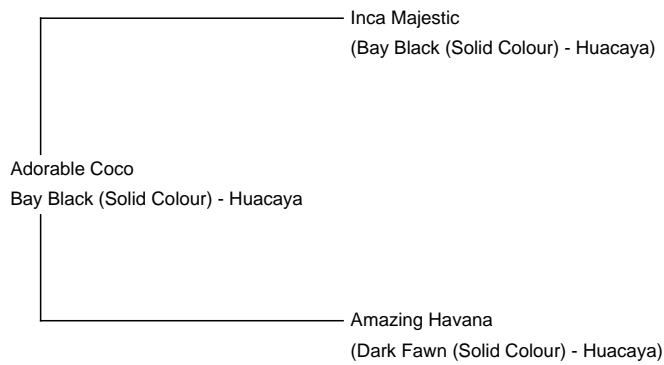 Inca Majestic
(Bay Black (Solid Colour) - Huacaya)
Adorable Coco
Bay Black (Solid Colour) - Huacaya
Amazing Havana
(Dark Fawn (Solid Colour) - Huacaya)